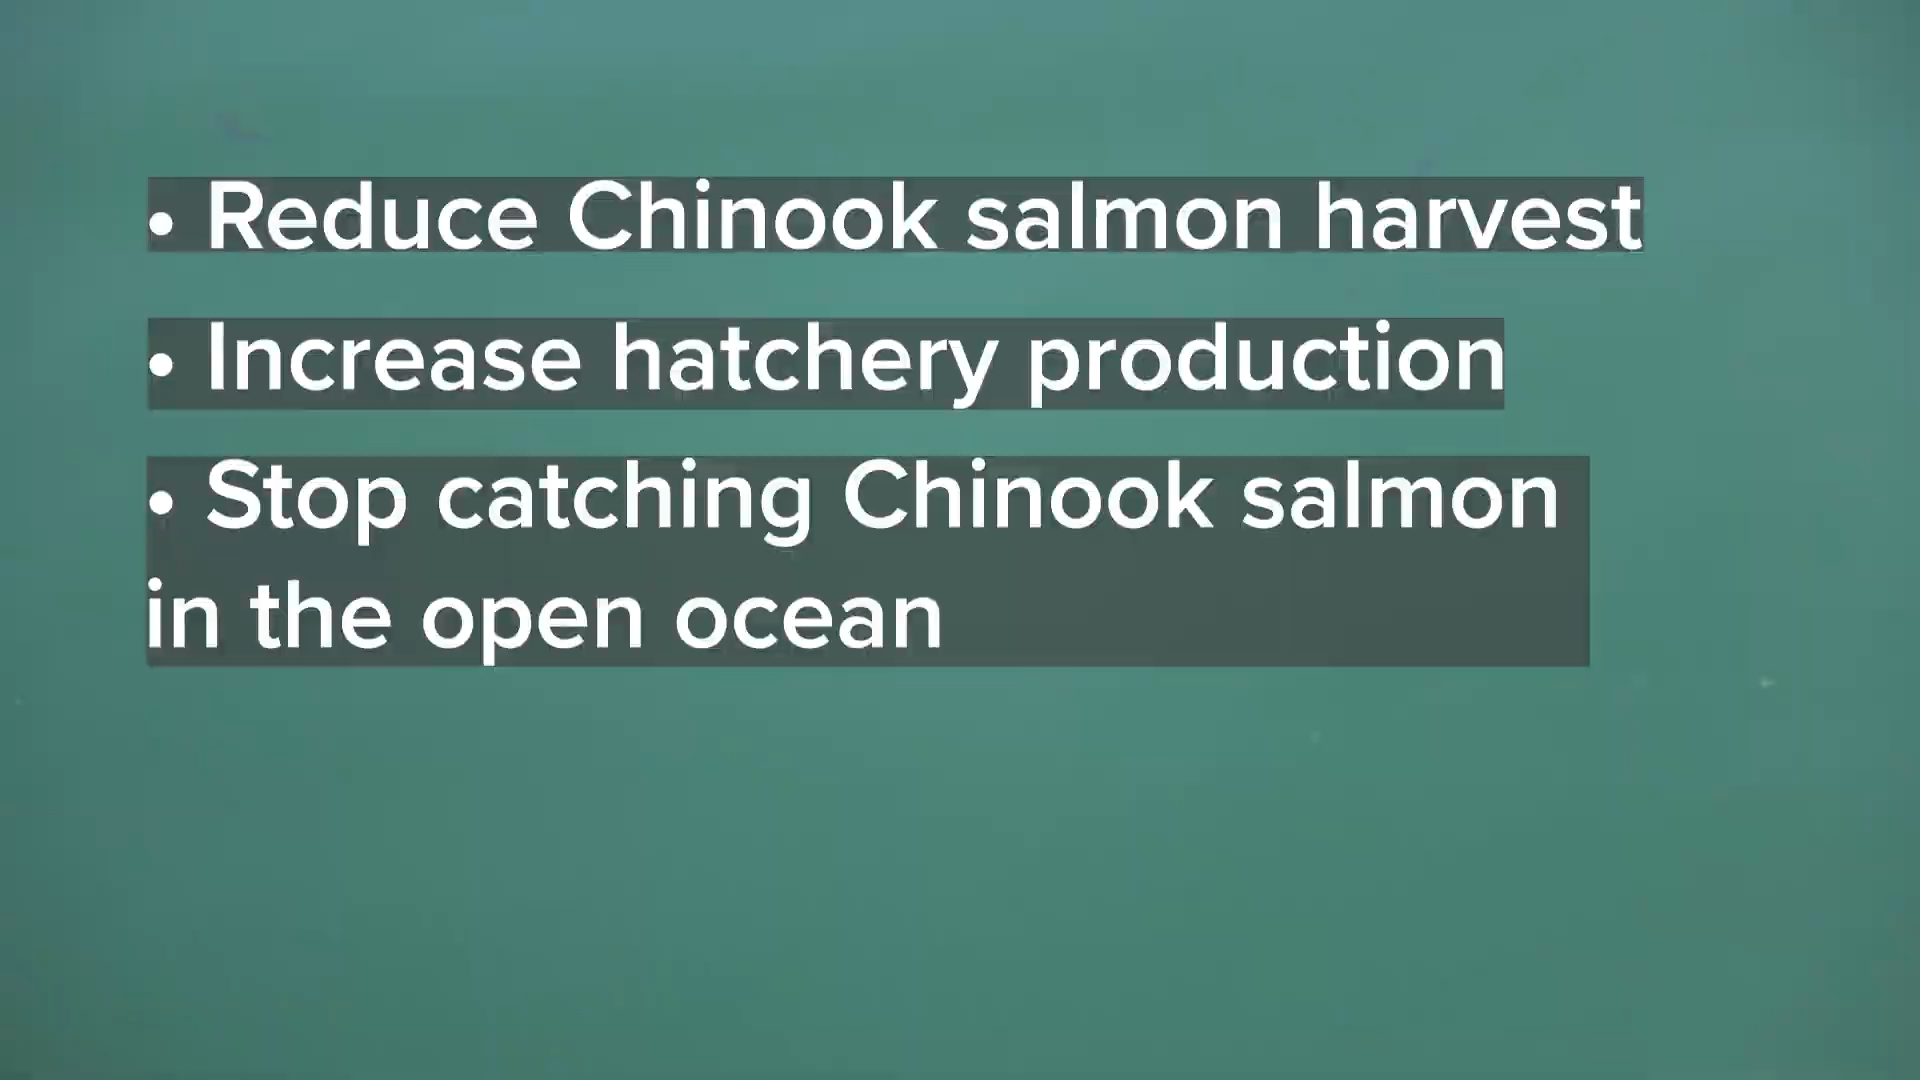 • Reduce Chinook salmon harvest
• Increase hatchery production
• Stop catching Chinook salmon
in the open ocean